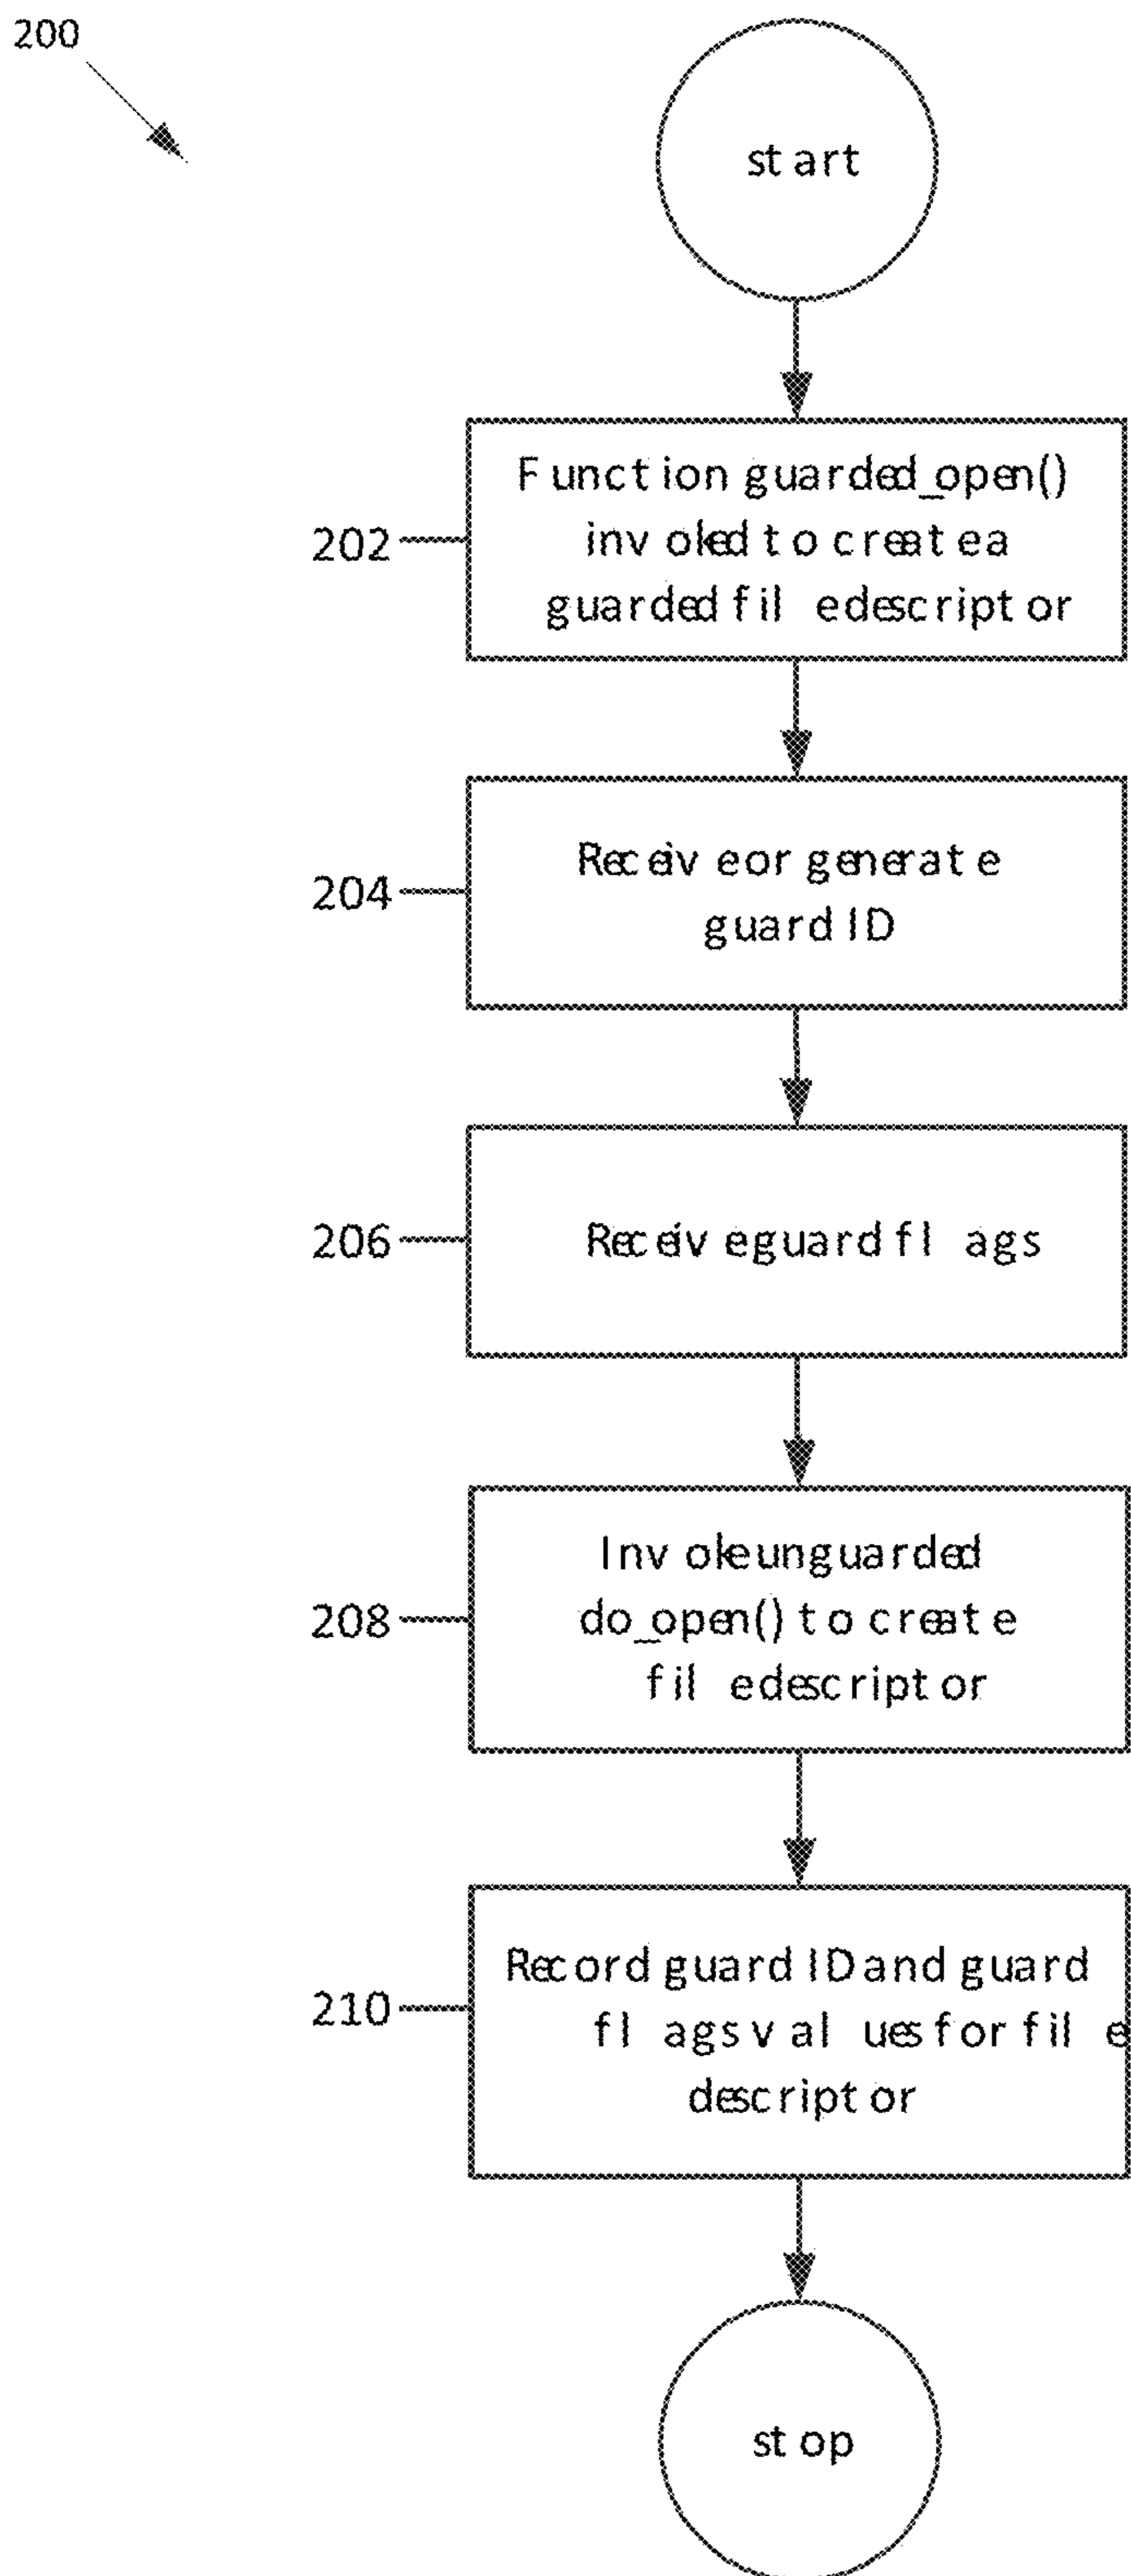 200
start
Function guarded_open()
invoked to create a
202
guarded file descriptor
Receive or generate
204
guard ID
206
Receive guard flags
Invoke unguarded
208
do_open() to create
file descriptor
Record guard ID and guard
210
flags values for file
descriptor
stop